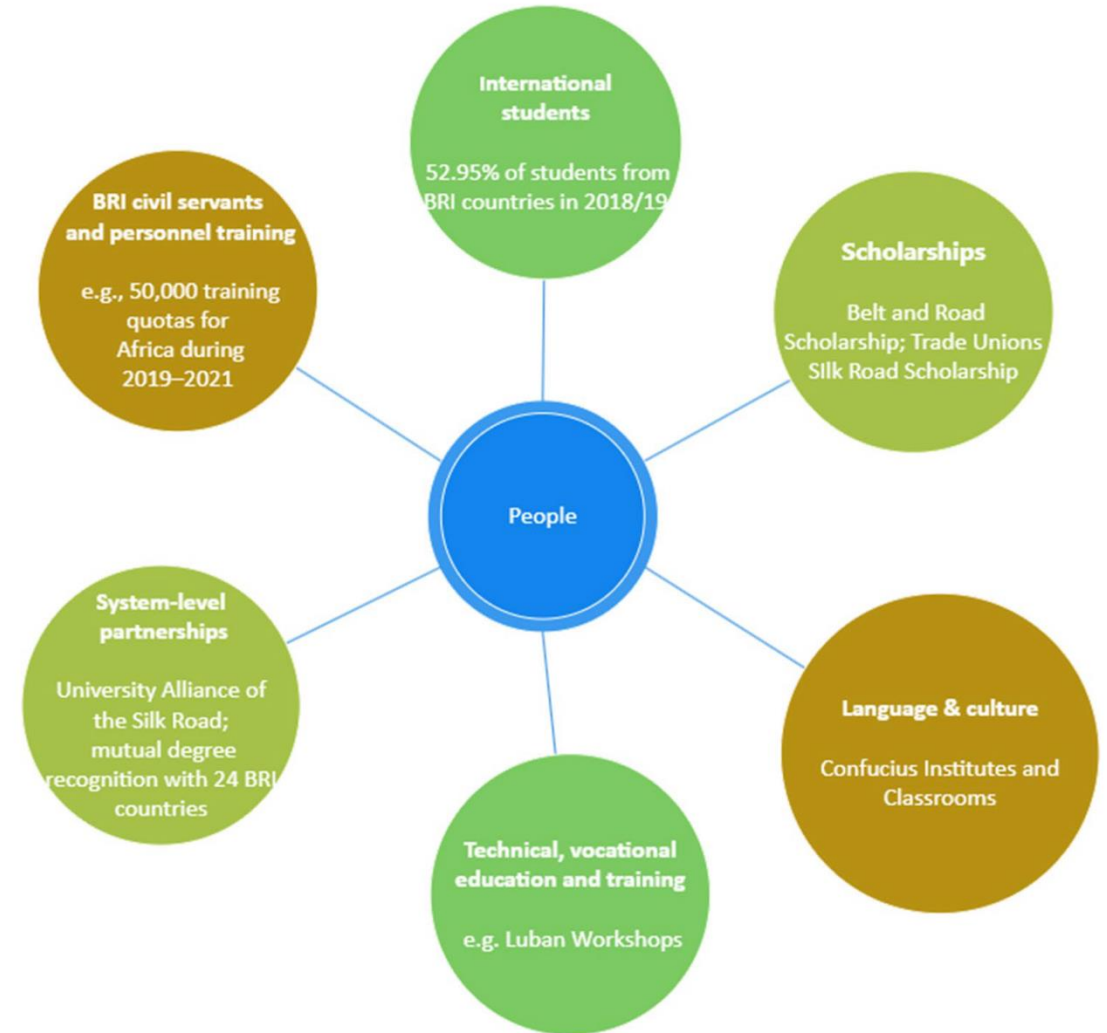 International
students
52.95% of students from
BRI countries in 2018/19
BRI civil servants
and personnel training
e.g., 50,000 training
quotas for
Africa during
2019–2021
Scholarships
Belt and Road
Scholarship; Trade Unions
SIlk Road Scholarship
People
System-level
partnerships
University Alliance of
the Silk Road;
mutual degree
recognition with 24 BRI
countries
Language & culture
Confucius Institutes and
Classrooms
Technical, vocational
education and training
e.g. Luban Workshops